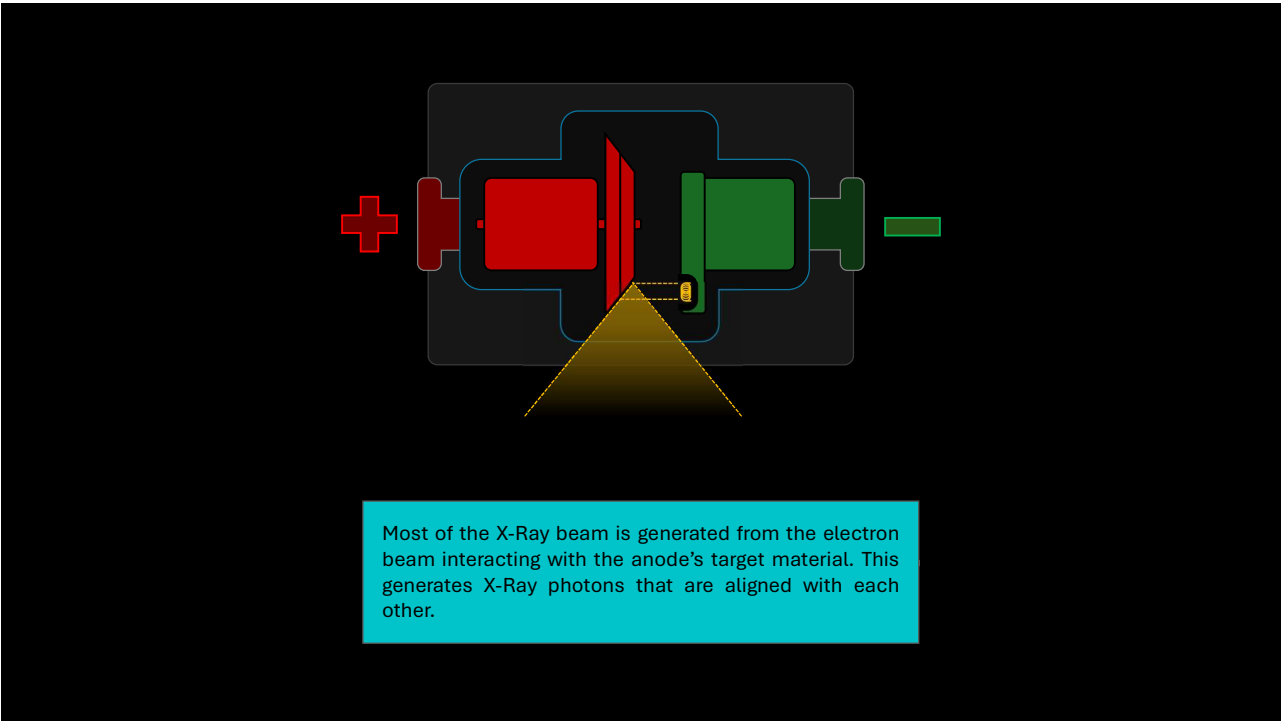 Most of the X-Ray beam is generated from the electron
beam interacting with the anode’s target material. This
generates X-Ray photons that are aligned with each
other.